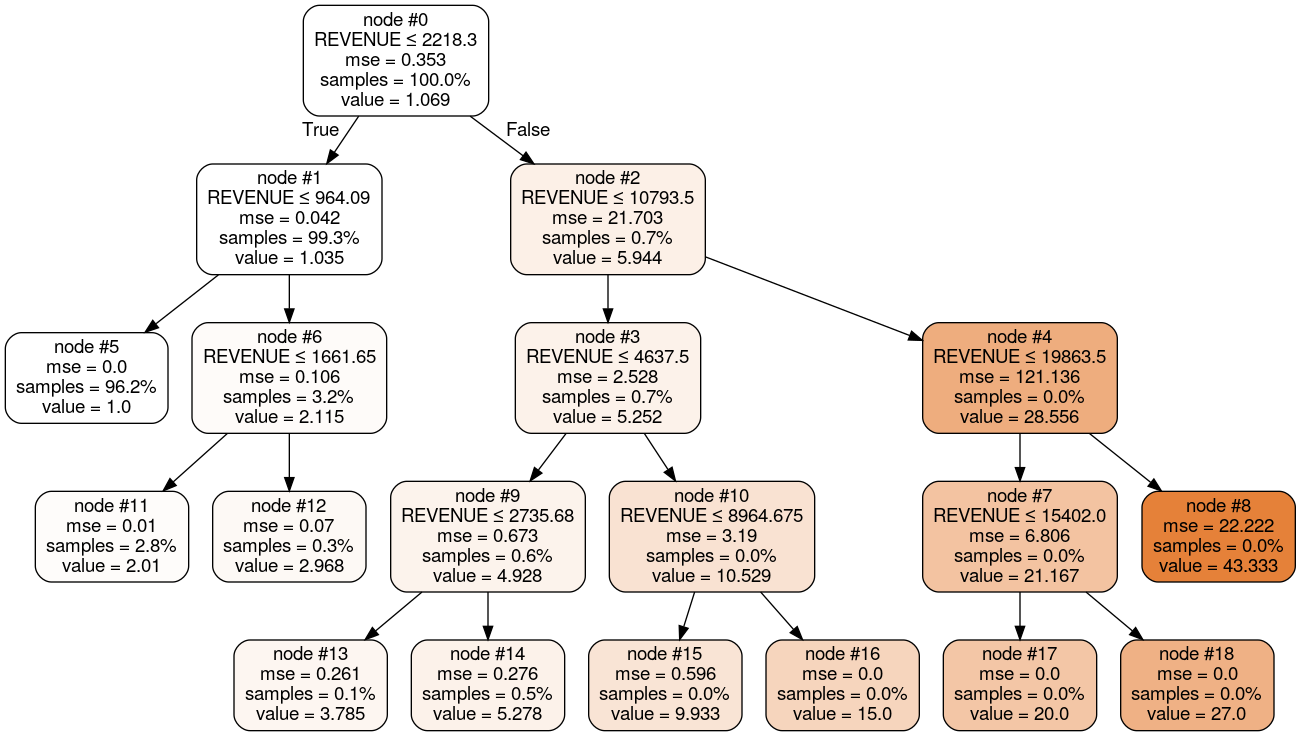 node #0
REVENUE ≤ 2218.3
mse = 0.353
samples = 100.0%
value = 1.069
True
False
node #1
REVENUE ≤ 964.09
mse = 0.042
samples = 99.3%
value = 1.035
node #2
REVENUE ≤ 10793.5
mse = 21.703
samples = 0.7%
value = 5.944
node #5
mse = 0.0
samples = 96.2%
value = 1.0
node #6
REVENUE ≤ 1661.65
mse = 0.106
samples = 3.2%
value = 2.115
node #3
REVENUE ≤ 4637.5
mse = 2.528
samples = 0.7%
value = 5.252
node #4
REVENUE ≤ 19863.5
mse = 121.136
samples = 0.0%
value = 28.556
node #11
mse = 0.01
samples = 2.8%
value = 2.01
node #12
mse = 0.07
samples = 0.3%
value = 2.968
node #9
REVENUE ≤ 2735.68
mse = 0.673
samples = 0.6%
value = 4.928
node #10
REVENUE ≤ 8964.675
mse = 3.19
samples = 0.0%
value = 10.529
node #7
REVENUE ≤ 15402.0
mse = 6.806
samples = 0.0%
value = 21.167
node #8
mse = 22.222
samples = 0.0%
value = 43.333
node #13
mse = 0.261
samples = 0.1%
value = 3.785
node #14
mse = 0.276
samples = 0.5%
value = 5.278
node #15
mse = 0.596
samples = 0.0%
value = 9.933
node #16
mse = 0.0
samples = 0.0%
value = 15.0
node #17
mse = 0.0
samples = 0.0%
value = 20.0
node #18
mse = 0.0
samples = 0.0%
value = 27.0